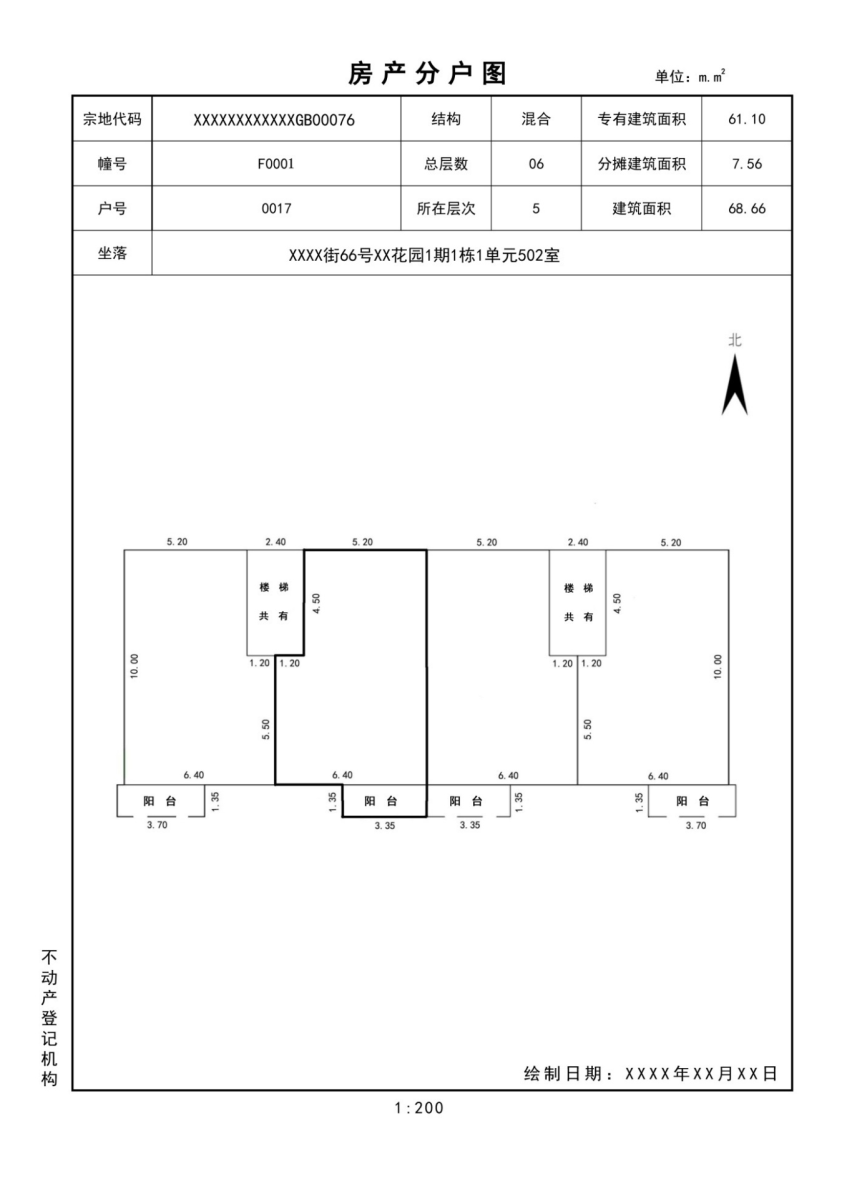 房产分户图
单位：m.m²
宗地代码 XXXXXXXXXXXXGB00076 结构 混合 专有建筑面积 61.10
幢号 F0001 总层数 06 分摊建筑面积 7.56
户号 0017 所在层次 5 建筑面积 68.66
坐落 XXXX街66号XX花园1期1栋1单元502室
北
5.20 2.40 5.20 5.20 2.40 5.20
楼梯 楼梯
4.50 4.50
共有 共有
10.00 1.20 1.20 1.20 1.20 10.00
5.50 5.50
6.40 6.40 6.40 6.40
阳台 1.35 1.35 阳台 阳台 1.35 1.35 阳台
3.70 3.35 3.35 3.70
不动产登记机构
绘制日期：XXXX年XX月XX日
1:200